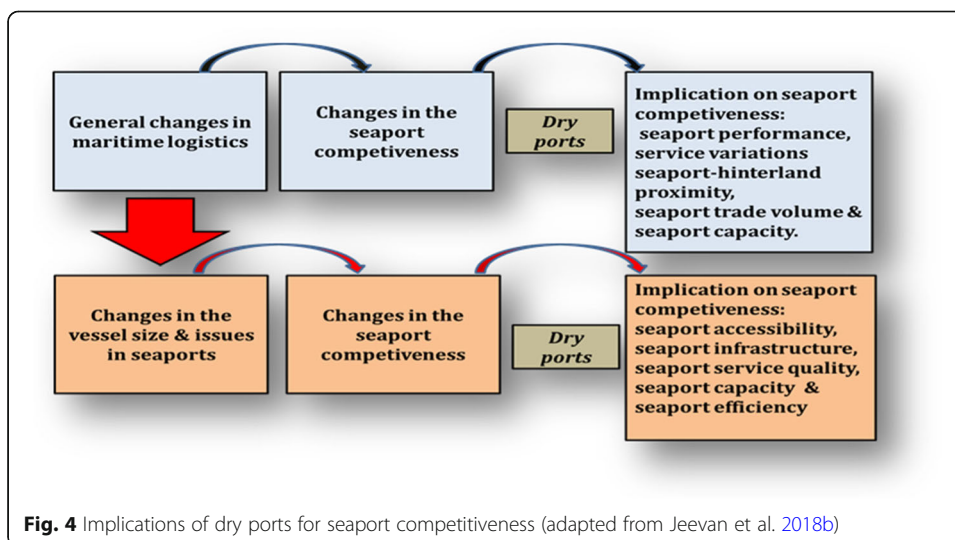 General changes in
maritime logistics
Changes in the
seaport
competiveness
Dry
ports
Implication on seaport
competiveness:
seaport performance,
service variations
seaport-hinterland
proximity,
seaport trade volume &
seaport capacity.
Changes in the
vessel size & issues
in seaports
Changes in the
seaport
competiveness
Dry
ports
Implication on seaport
competiveness:
seaport accessibility,
seaport infrastructure,
seaport service quality,
seaport capacity &
seaport efficiency
Fig. 4 Implications of dry ports for seaport competitiveness (adapted from Jeevan et al. 2018b)